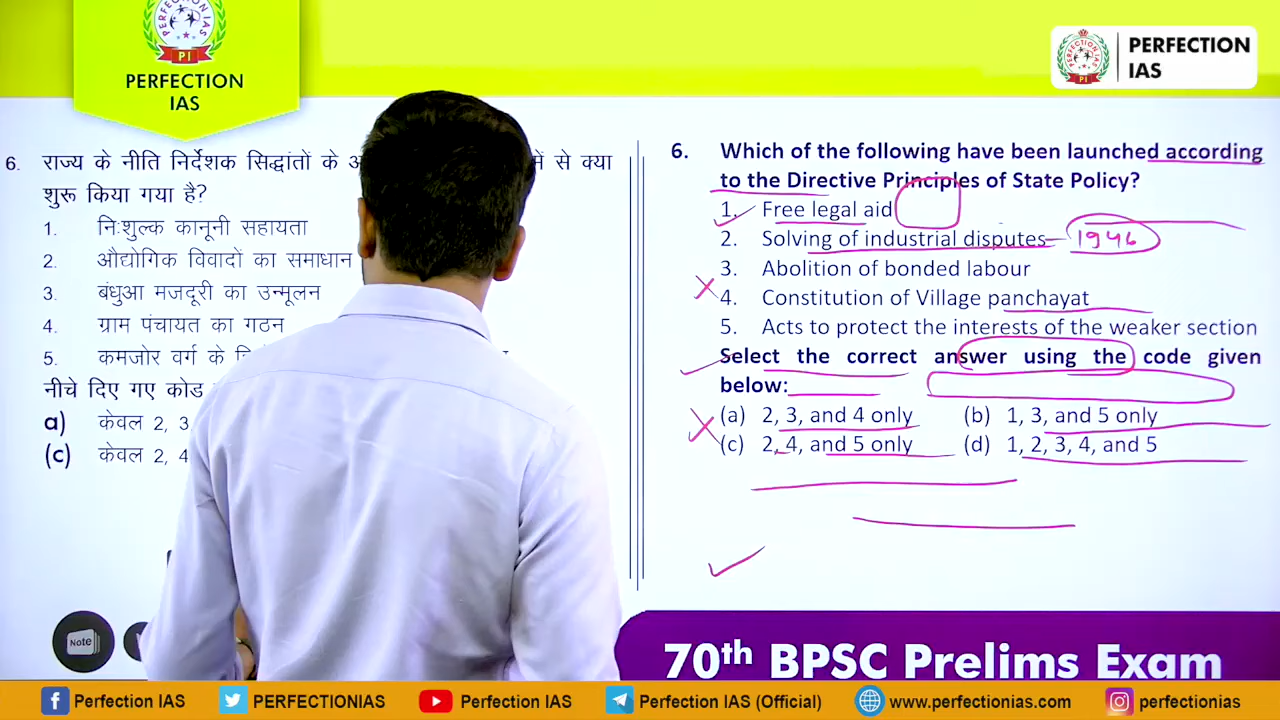 PERFECTION IAS
PI
PERFECTION
IAS
PI
PERFECTION
IAS
6. राज्य के नीति निर्देशक सिद्धांतों के में से क्या
शुरू किया गया है?
1. निःशुल्क कानूनी सहायता
2. औद्योगिक विवादों का समाधान
3. बंधुआ मजदूरी का उन्मूलन
4. ग्राम पंचायत का गठन
5. कमजोर वर्ग के
नीचे दिए गए कोड
a) केवल 2, 3
(c) केवल 2, 4
6. Which of the following have been launched according
to the Directive Principles of State Policy?
1. Free legal aid
2. Solving of industrial disputes 1946
3. Abolition of bonded labour
4. Constitution of Village panchayat
5. Acts to protect the interests of the weaker section
Select the correct answer using the code given
below:
(a) 2, 3, and 4 only (b) 1, 3, and 5 only
(c) 2, 4, and 5 only (d) 1, 2, 3, 4, and 5
Note
70th BPSC Prelims Exam
Perfection IAS PERFECTIONIAS Perfection IAS Perfection IAS (Official) www.perfectionias.com perfectionias